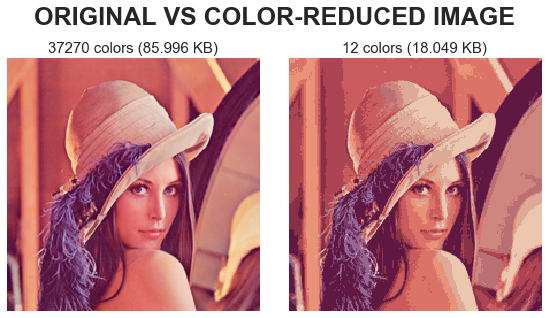 ORIGINAL VS COLOR-REDUCED IMAGE
37270 colors (85.996 KB)
12 colors (18.049 KB)